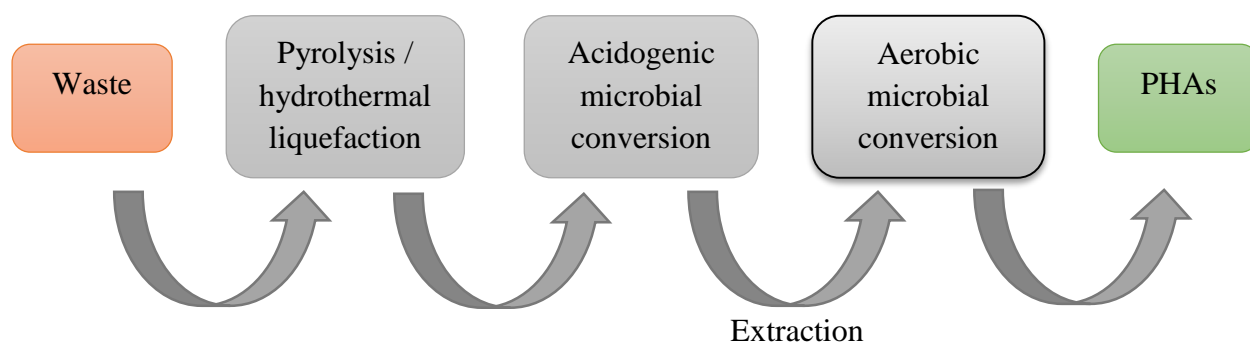 Waste
Pyrolysis /
hydrothermal
liquefaction
Acidogenic
microbial
conversion
Aerobic
microbial
conversion
PHAs
Extraction